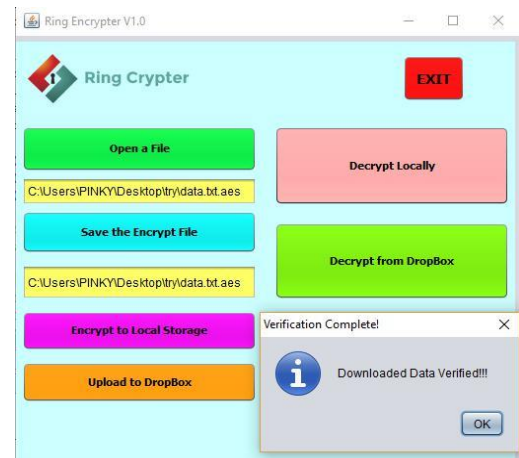 Ring Encrypter V1.0
Ring Crypter
EXIT
Open a File
C:\Users\PINKY\Desktop\try\data.txt.aes
Save the Encrypt File
C:\Users\PINKY\Desktop\try\data.txt.aes
Encrypt to Local Storage
Upload to DropBox
Decrypt Locally
Decrypt from DropBox
Verification Complete!
Downloaded Data Verified!!!
OK